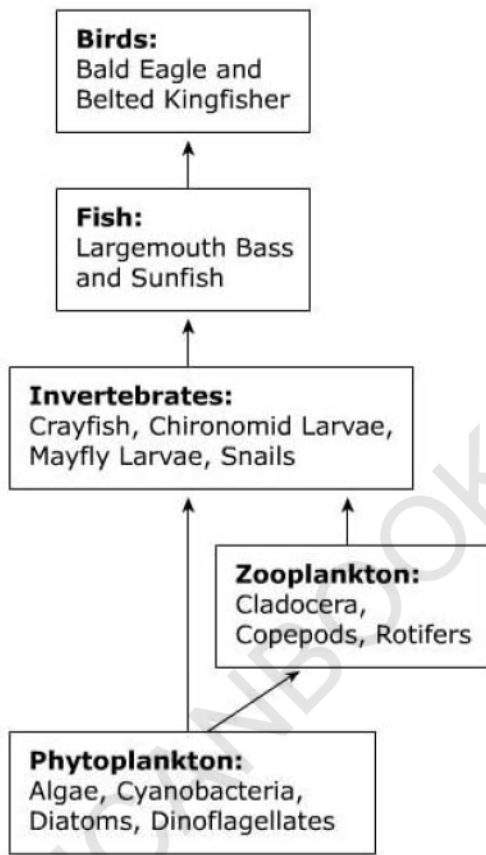 Birds:
Bald Eagle and
Belted Kingfisher
Fish:
Largemouth Bass
and Sunfish
Invertebrates:
Crayfish, Chironomid Larvae,
Mayfly Larvae, Snails
Zooplankton:
Cladocera,
Copepods, Rotifers
Phytoplankton:
Algae, Cyanobacteria,
Diatoms, Dinoflagellates